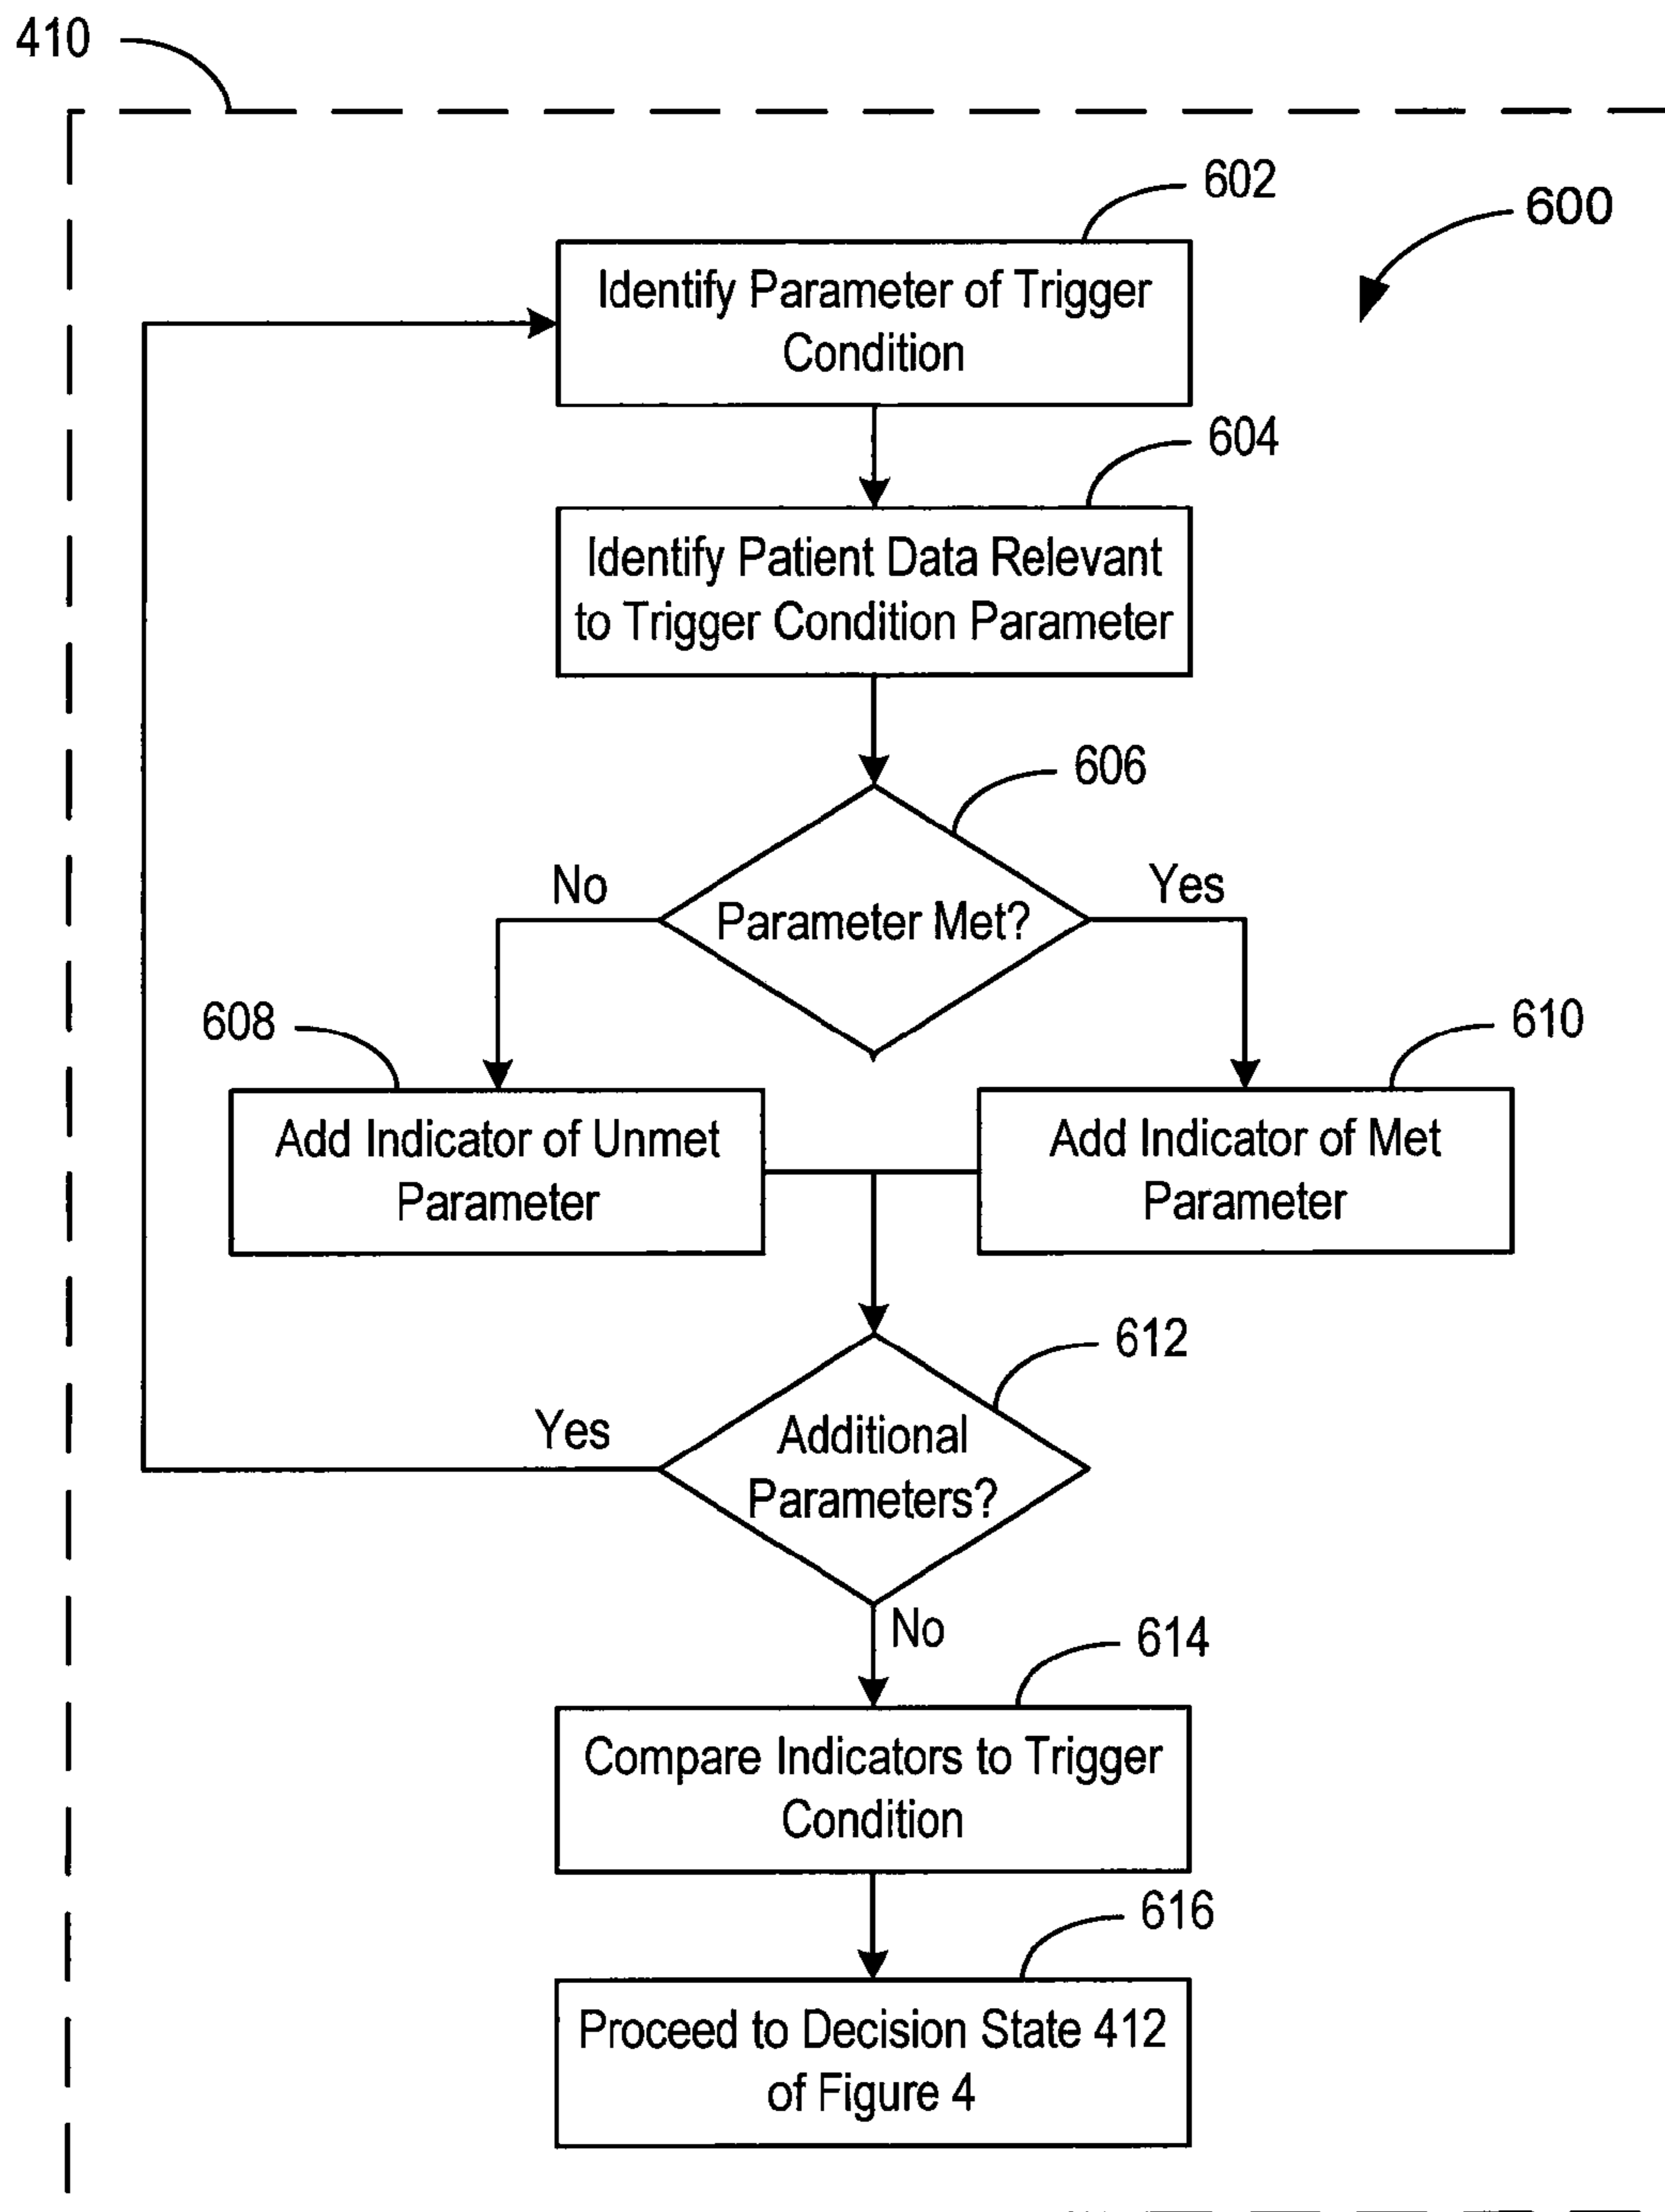 410
602
600
Identify Parameter of Trigger
Condition
604
Identify Patient Data Relevant
to Trigger Condition Parameter
606
No
Yes
Parameter Met?
608
610
Add Indicator of Unmet
Parameter
Add Indicator of Met
Parameter
612
Yes
Additional
Parameters?
No
614
Compare Indicators to Trigger
Condition
616
Proceed to Decision State 412
of Figure 4